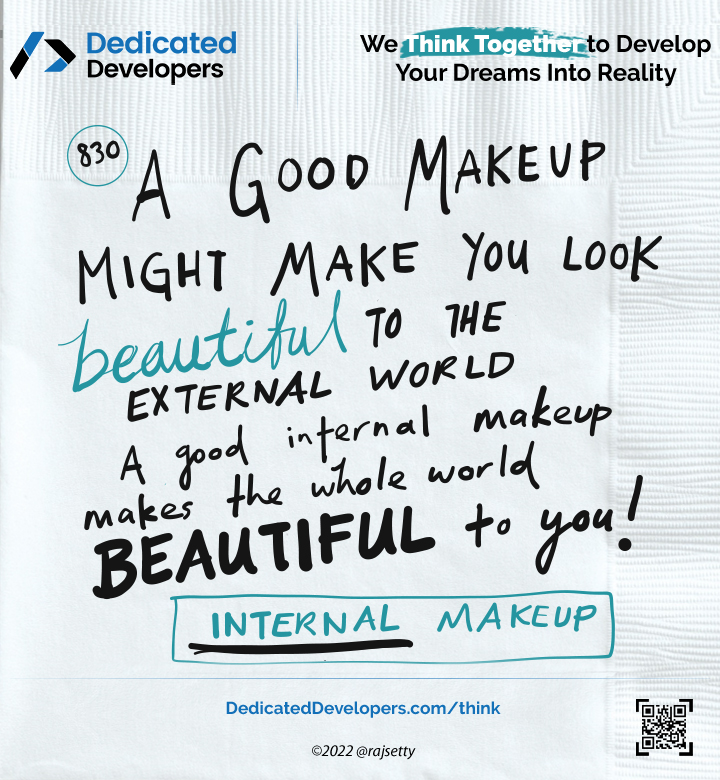 Dedicated
Developers
We Think Together to Develop
Your Dreams Into Reality
830
A GOOD MAKEUP
MIGHT MAKE YOU LOOK
beautiful TO THE
EXTERNAL WORLD
A good internal makeup
makes the whole world
BEAUTIFUL to you!
INTERNAL MAKEUP
DedicatedDevelopers.com/think
©2022 @rajsetty